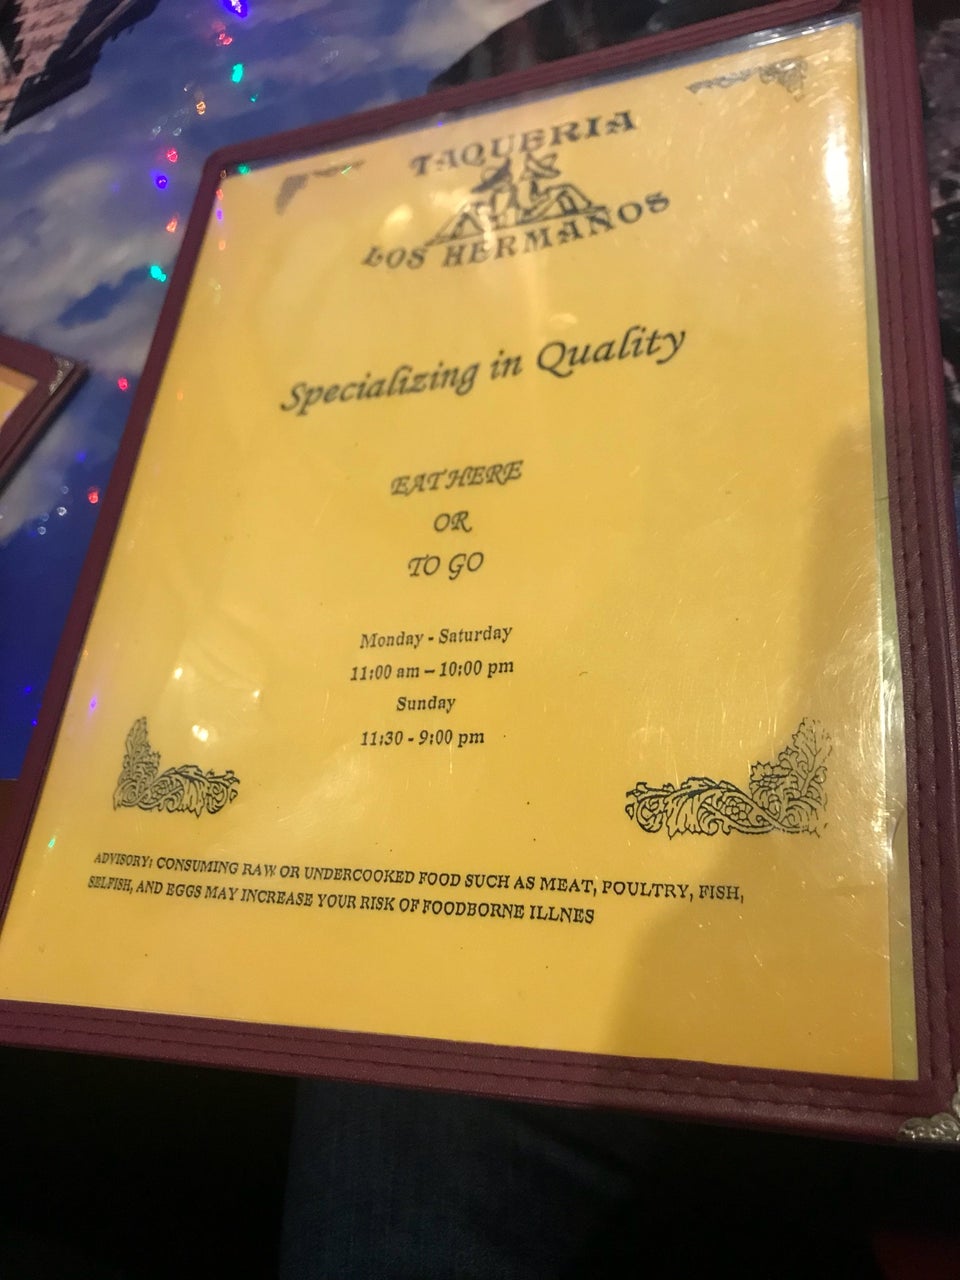 TAQUERIA
LOS HERMAÑOS
Specializing in Quality
EAT HERE
OR
TO GO
Monday - Saturday
11:00 am – 10:00 pm
Sunday
11:30 - 9:00 pm
ADVISORY: CONSUMING RAW OR UNDERCOOKED FOOD SUCH AS MEAT, POULTRY, FISH,
SELFISH, AND EGGS MAY INCREASE YOUR RISK OF FOODBORNE ILLNES